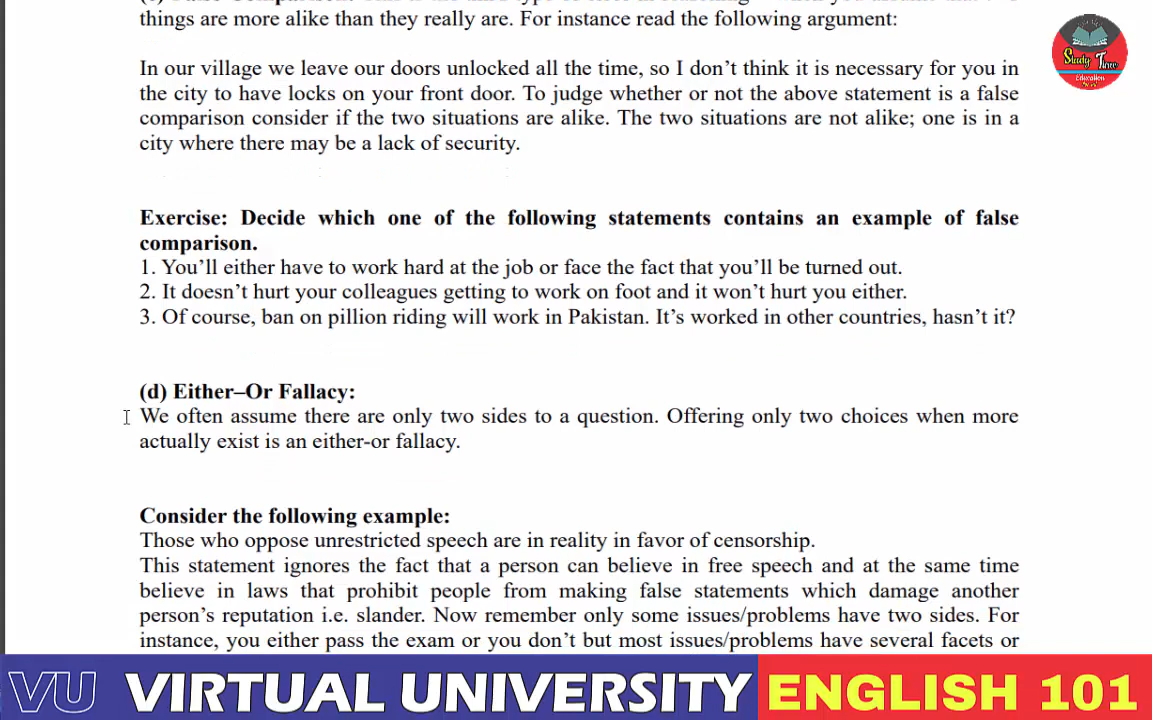 things are more alike than they really are. For instance read the following argument:
In our village we leave our doors unlocked all the time, so I don’t think it is necessary for you in
the city to have locks on your front door. To judge whether or not the above statement is a false
comparison consider if the two situations are alike. The two situations are not alike; one is in a
city where there may be a lack of security.
Exercise: Decide which one of the following statements contains an example of false
comparison.
1. You’ll either have to work hard at the job or face the fact that you’ll be turned out.
2. It doesn’t hurt your colleagues getting to work on foot and it won’t hurt you either.
3. Of course, ban on pillion riding will work in Pakistan. It’s worked in other countries, hasn’t it?
(d) Either–Or Fallacy:
We often assume there are only two sides to a question. Offering only two choices when more
actually exist is an either-or fallacy.
Consider the following example:
Those who oppose unrestricted speech are in reality in favor of censorship.
This statement ignores the fact that a person can believe in free speech and at the same time
believe in laws that prohibit people from making false statements which damage another
person’s reputation i.e. slander. Now remember only some issues/problems have two sides. For
instance, you either pass the exam or you don’t but most issues/problems have several facets or
Study Time
Education
VU VIRTUAL UNIVERSITY ENGLISH 101